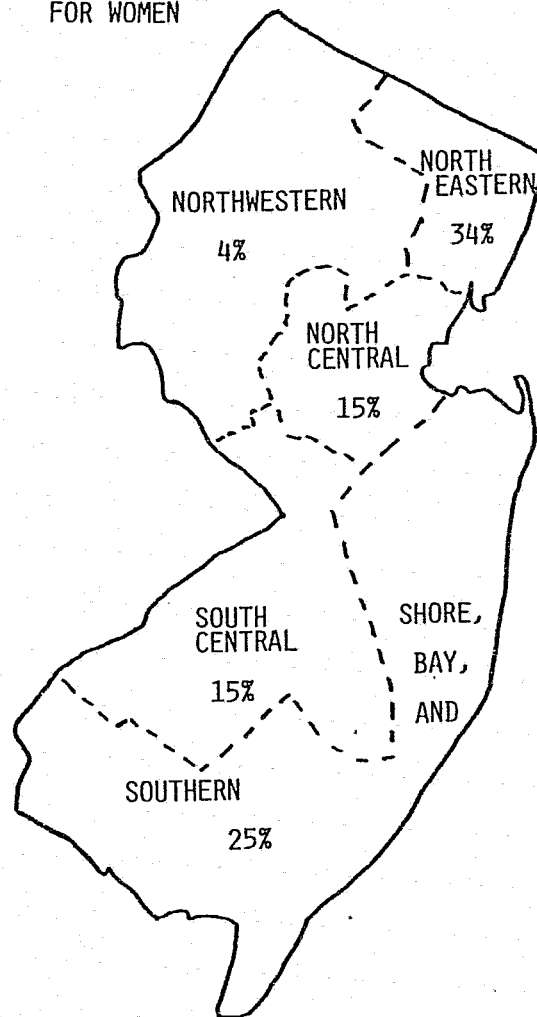 FOR WOMEN
NORTH
EASTERN
34%
NORTHWESTERN
4%
NORTH
CENTRAL
15%
SOUTH
CENTRAL
15%
SHORE,
BAY,
AND
SOUTHERN
25%